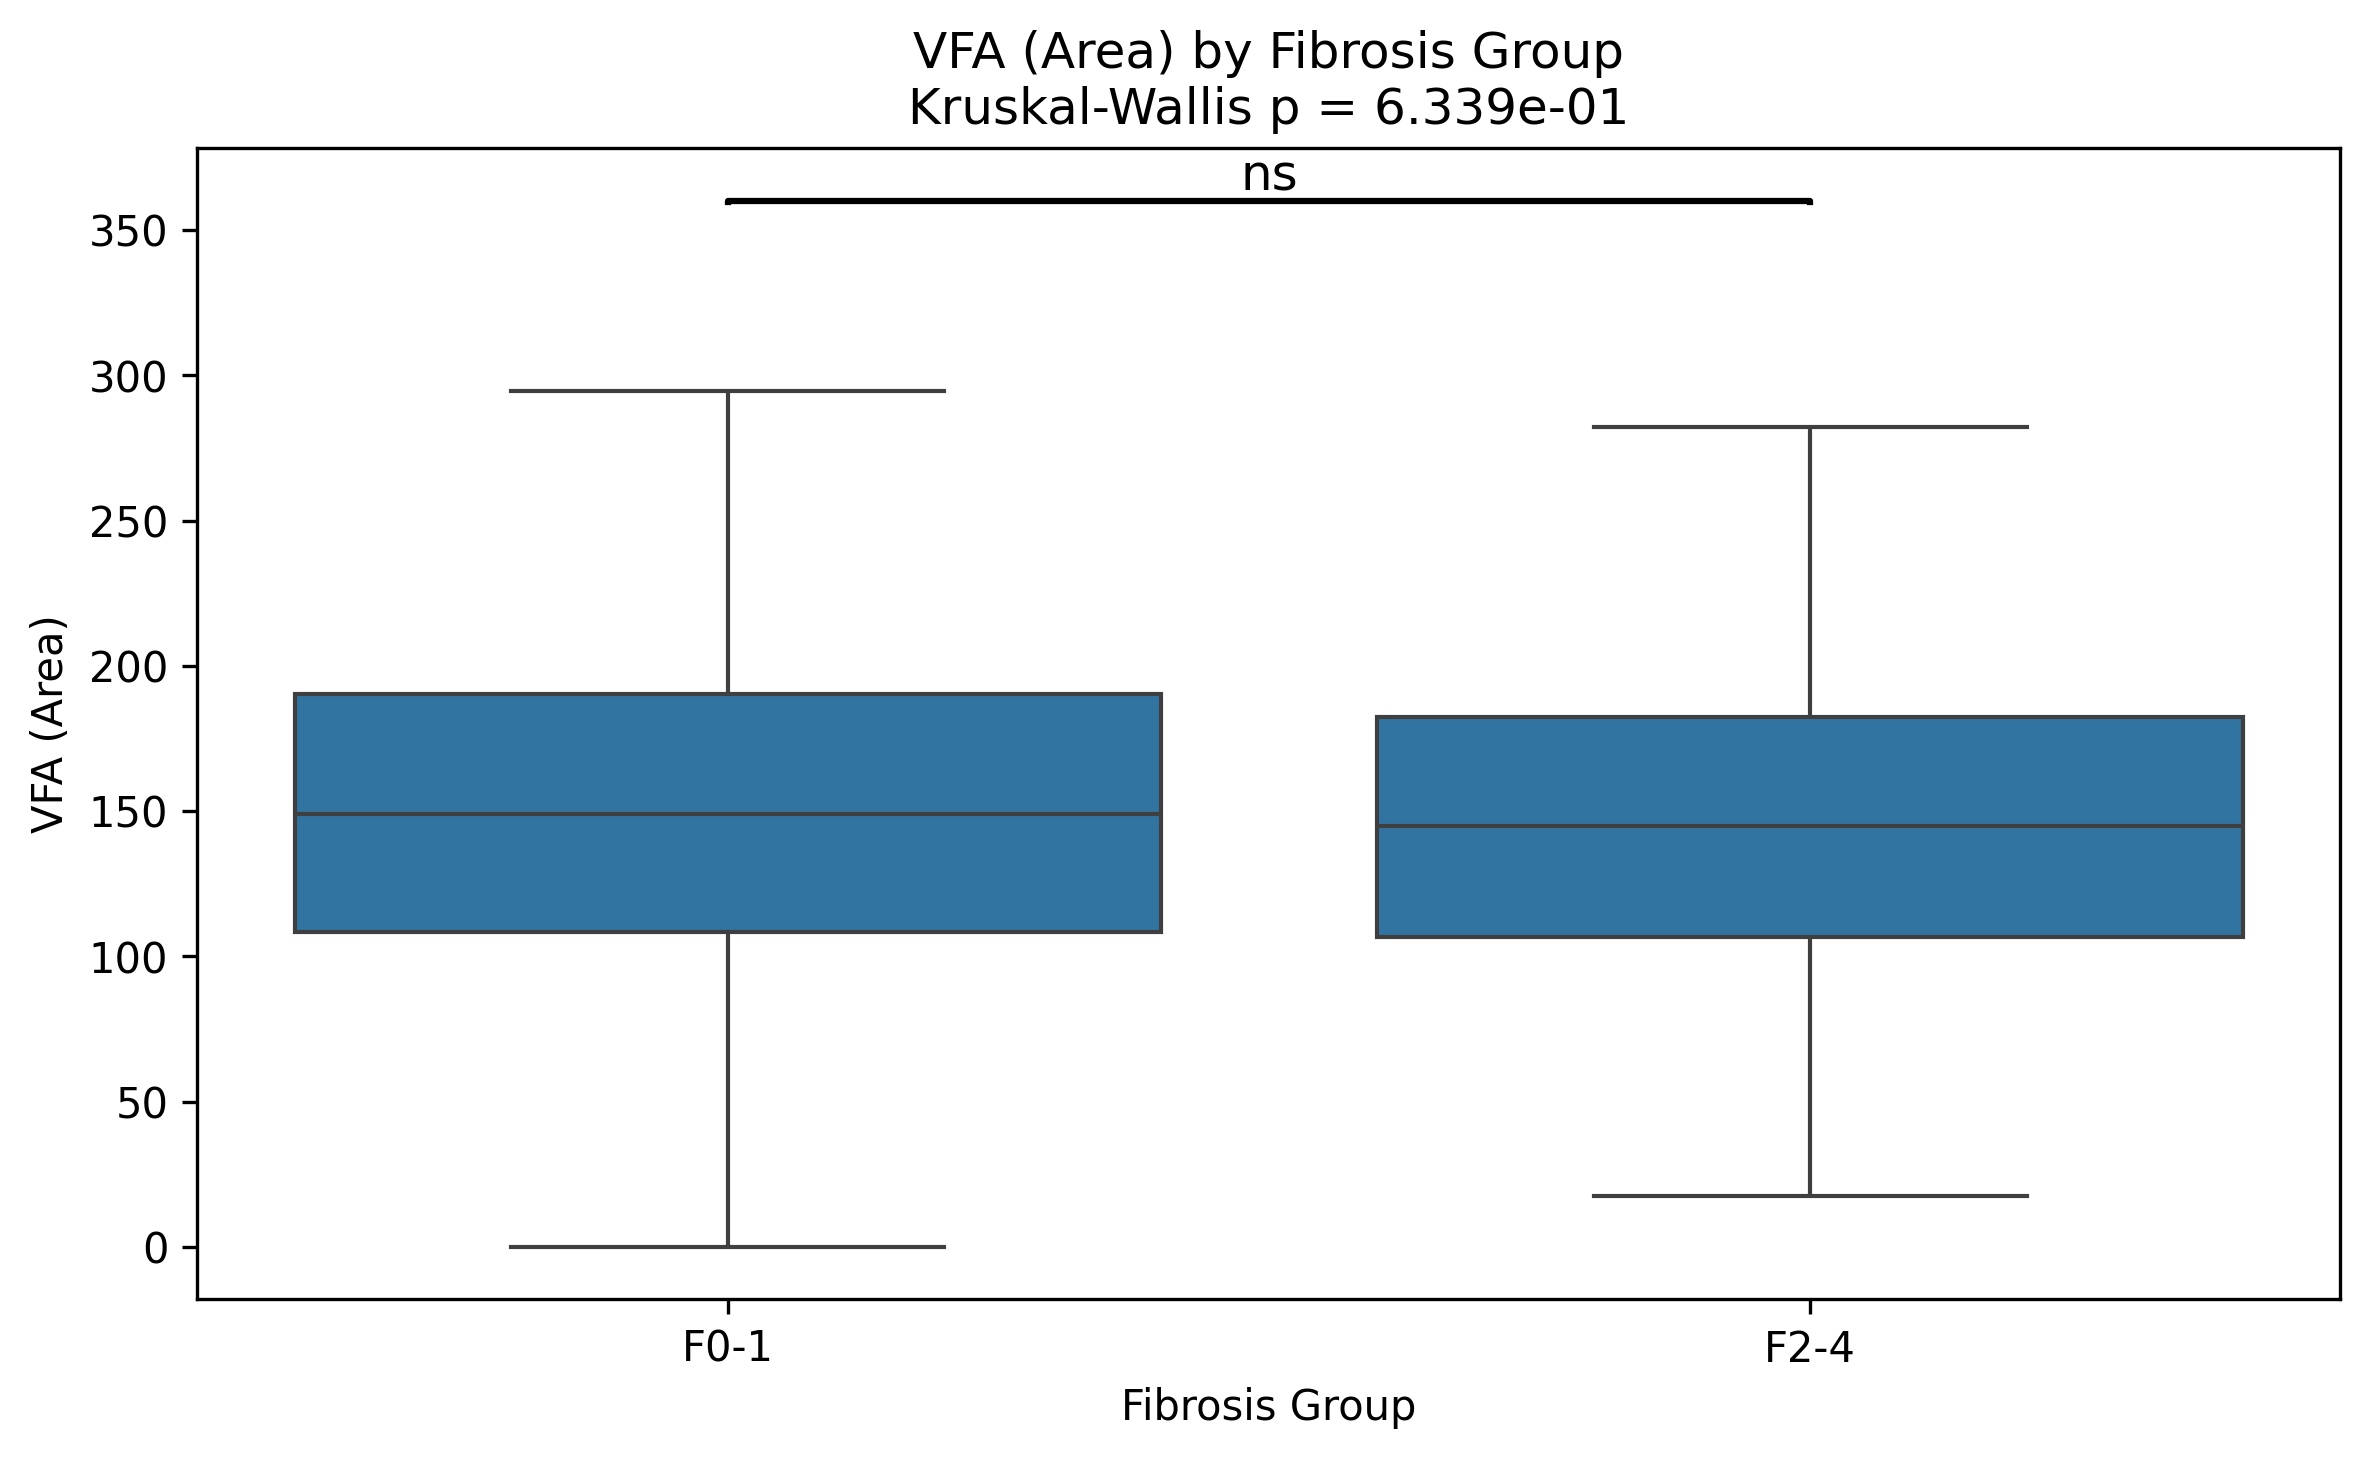 VFA (Area) by Fibrosis Group
Kruskal-Wallis p = 6.339e-01
ns
350
300
250
200
150
100
50
0
VFA (Area)
F0-1
F2-4
Fibrosis Group